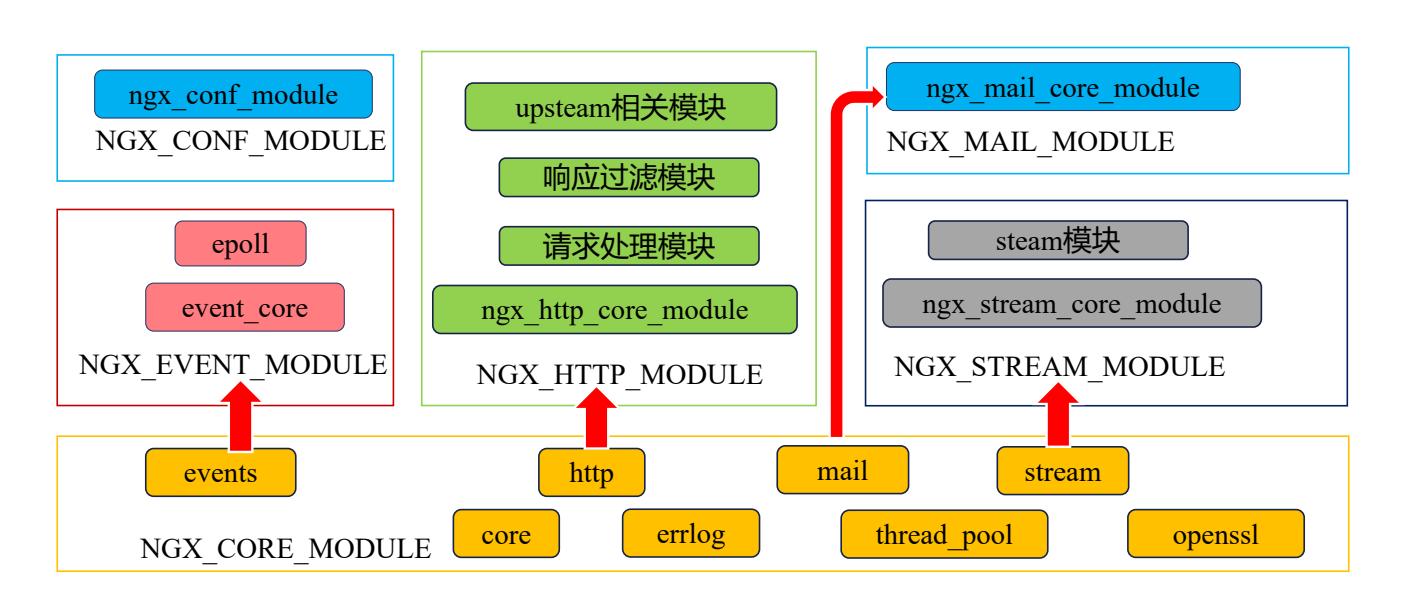 ngx_conf_module
NGX_CONF_MODULE
epoll
event_core
NGX_EVENT_MODULE
upsteam相关模块
响应过滤模块
请求处理模块
ngx_http_core_module
NGX_HTTP_MODULE
ngx_mail_core_module
NGX_MAIL_MODULE
steam模块
ngx_stream_core_module
NGX_STREAM_MODULE
events
http
mail
stream
core
errlog
thread_pool
openssl
NGX_CORE_MODULE